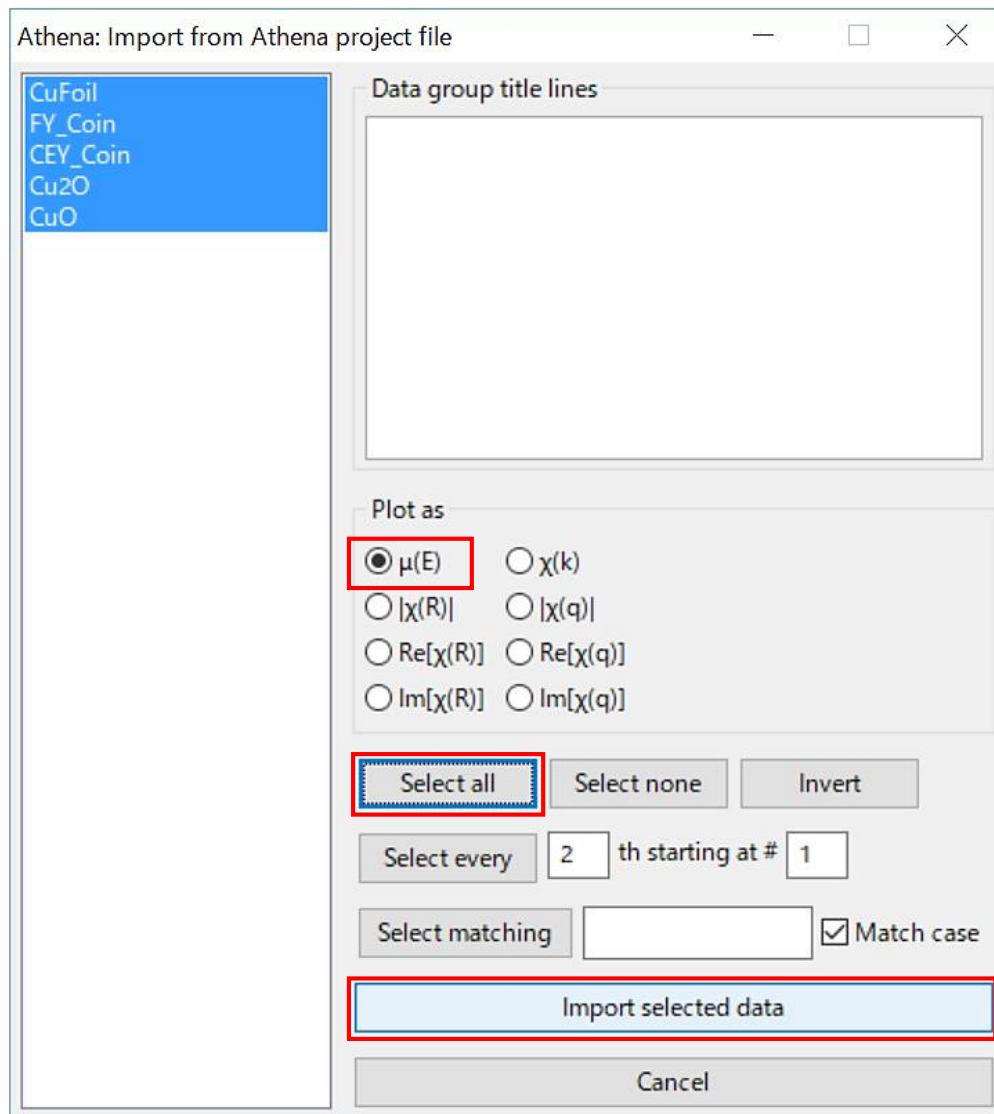 Athena: Import from Athena project file
CuFoil
FY_Coin
CEY_Coin
Cu2O
CuO
Data group title lines
Plot as
μ(E) χ(k)
|χ(R)| |χ(q)|
Re[χ(R)] Re[χ(q)]
Im[χ(R)] Im[χ(q)]
Select all Select none Invert
Select every 2 th starting at # 1
Select matching Match case
Import selected data
Cancel